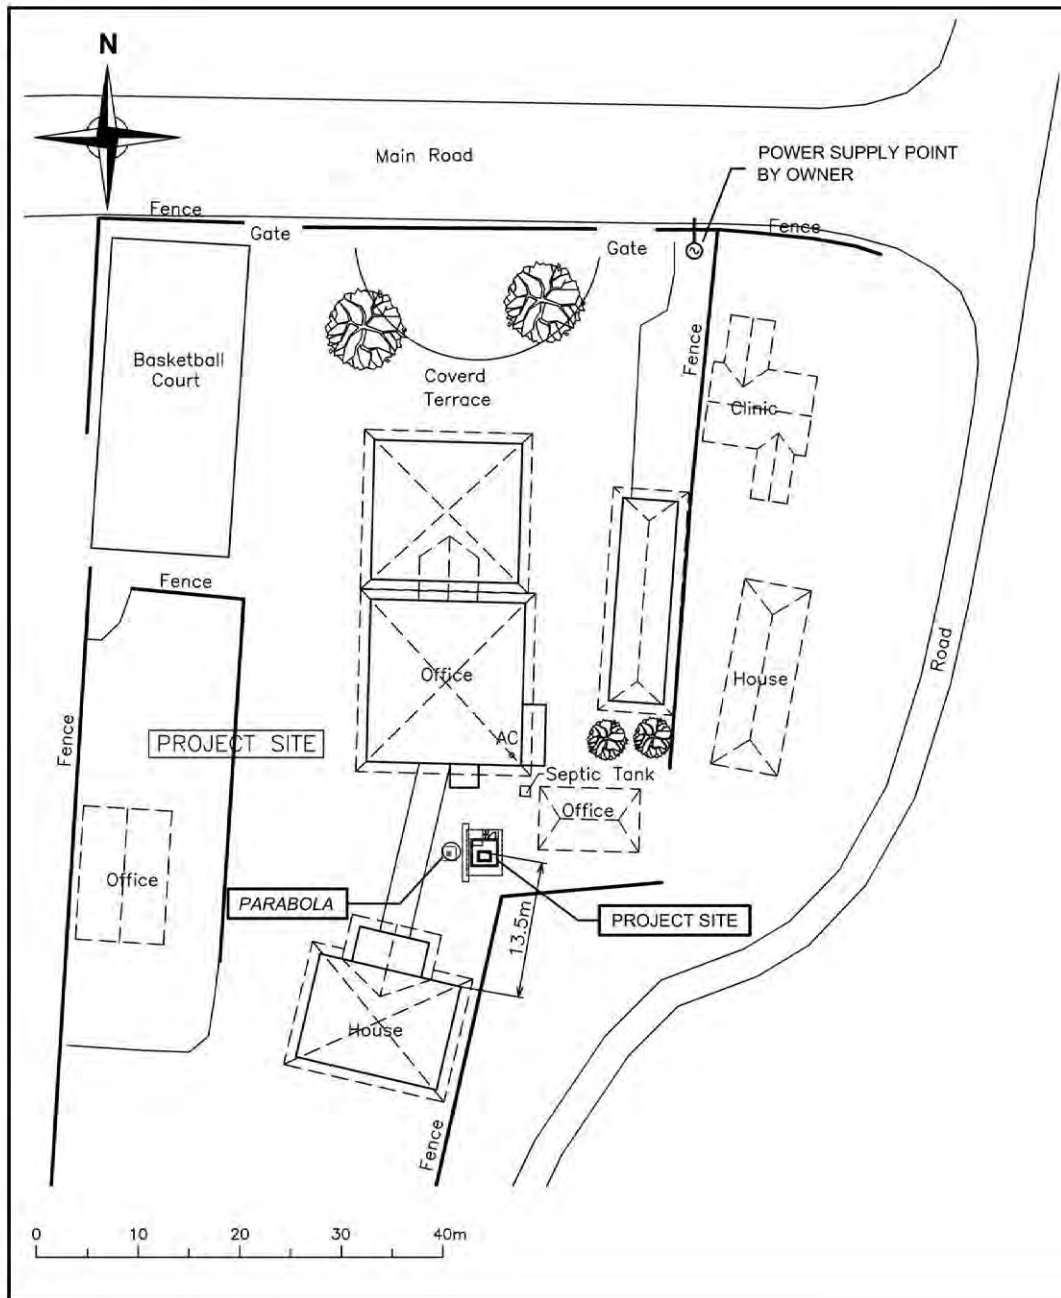 N
Main Road
POWER SUPPLY POINT
BY OWNER
Fence
Gate
Gate
Fence
Fence
Basketball
Court
Coverd
Terrace
Clinic
Fence
Office
House
Road
Fence
PROJECT SITE
AC
Septic Tank
Office
Office
PARABOLA
PROJECT SITE
13.5m
House
Fence
0 10 20 30 40m